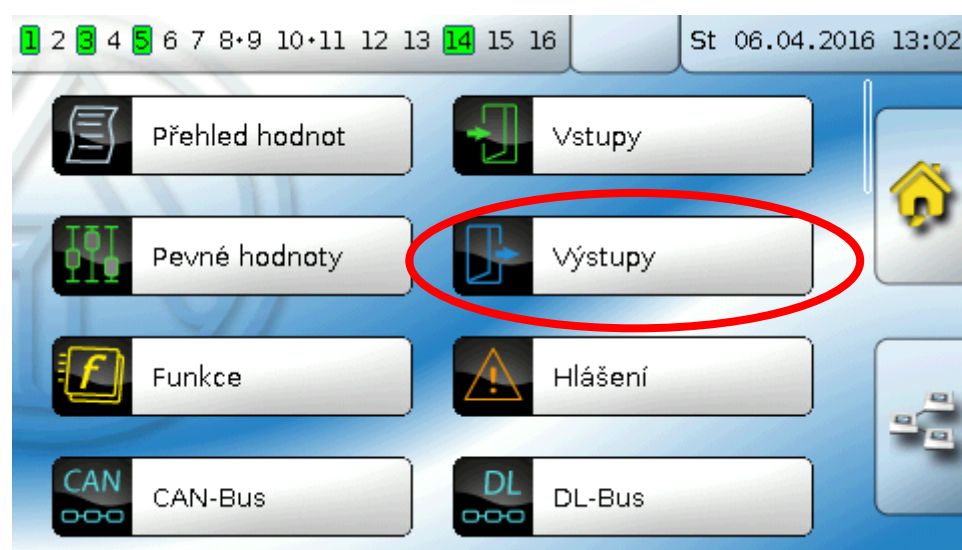 1 2 3 4 5 6 7 8•9 10•11 12 13 14 15 16 St 06.04.2016 13:02
Přehled hodnot Vstupy
Pevné hodnoty Výstupy
f Funkce Hlášení
CAN CAN-Bus DL DL-Bus